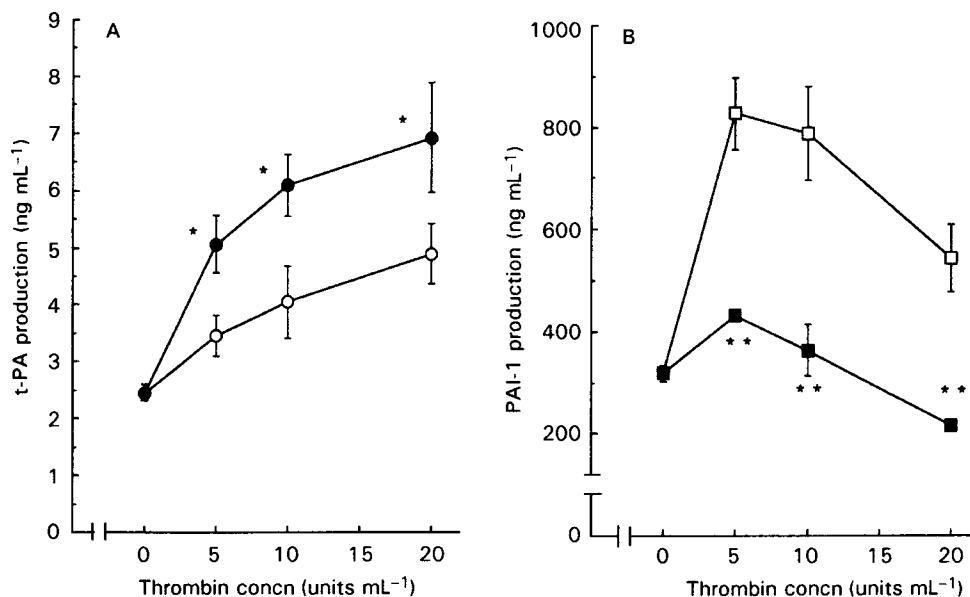 A
t-PA production (ng mL⁻¹)
9
8
7
6
5
4
3
2
1
0
* * *
0 5 10 15 20
Thrombin concn (units mL⁻¹)
B
PAI-1 production (ng mL⁻¹)
1000
800
600
400
200
0
** ** **
0 5 10 15 20
Thrombin concn (units mL⁻¹)